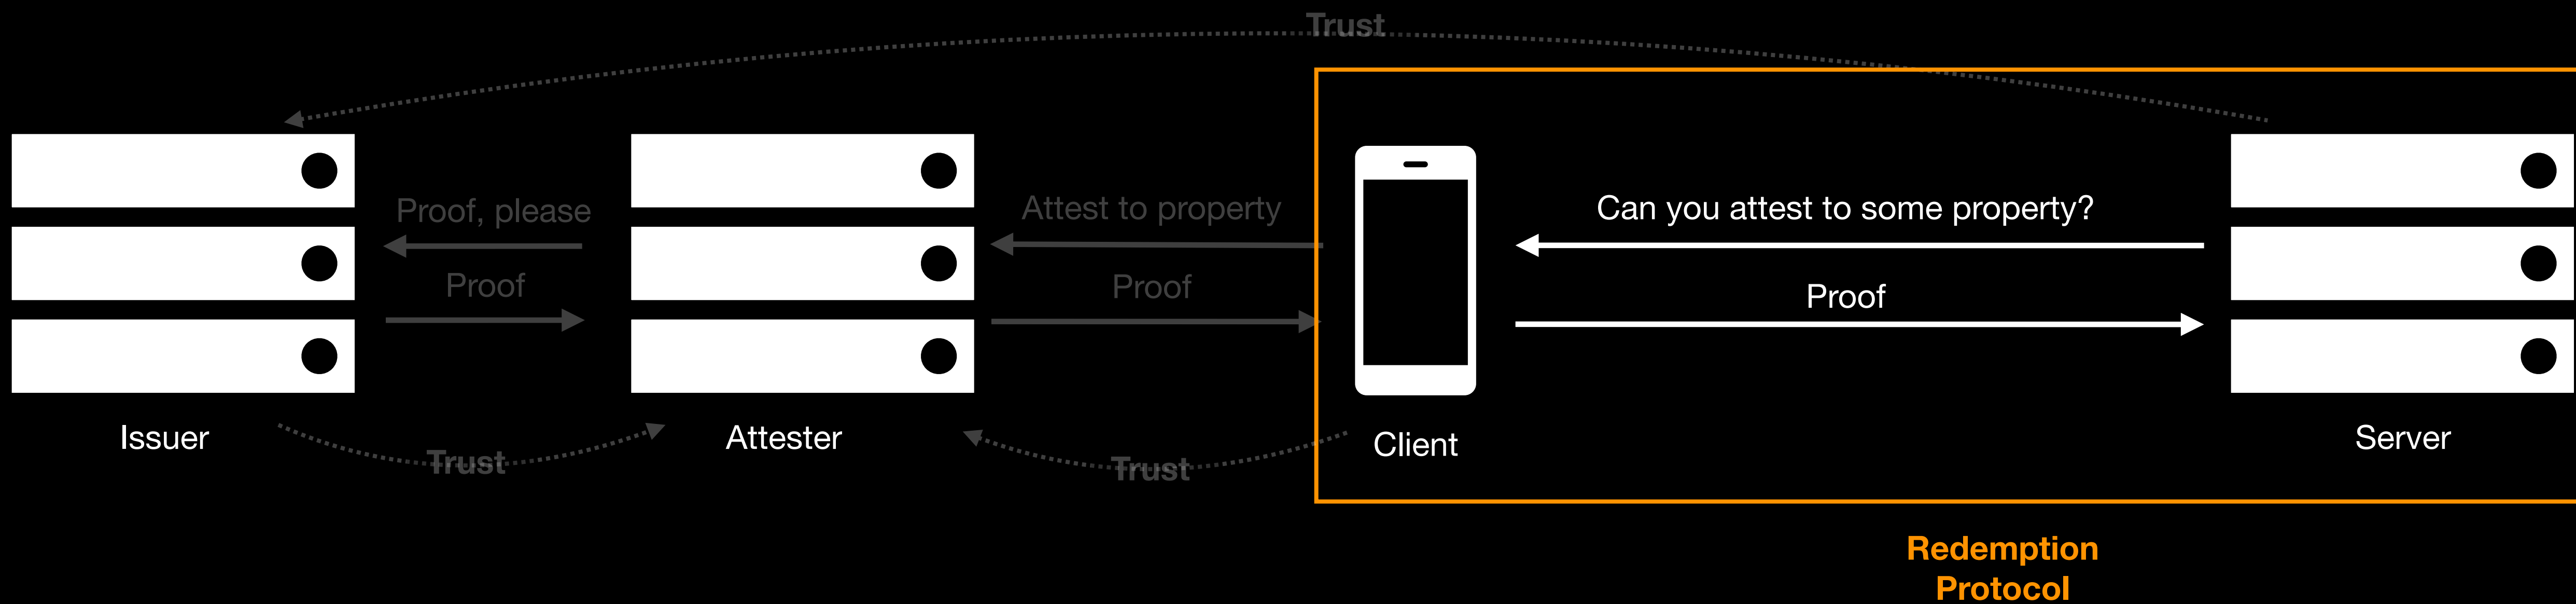 Trust
Proof, please
Attest to property
Can you attest to some property?
Proof
Proof
Proof
Issuer
Attester
Client
Server
Trust
Trust
Redemption
Protocol